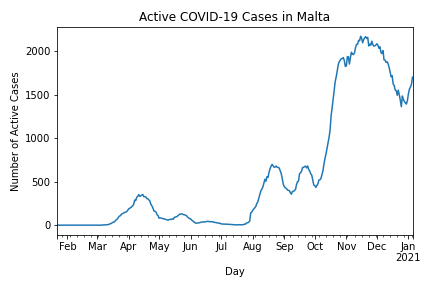 Active COVID-19 Cases in Malta
Number of Active Cases
2000
1500
1000
500
0
Feb Mar Apr May Jun Jul Aug Sep Oct Nov Dec Jan
2021
Day